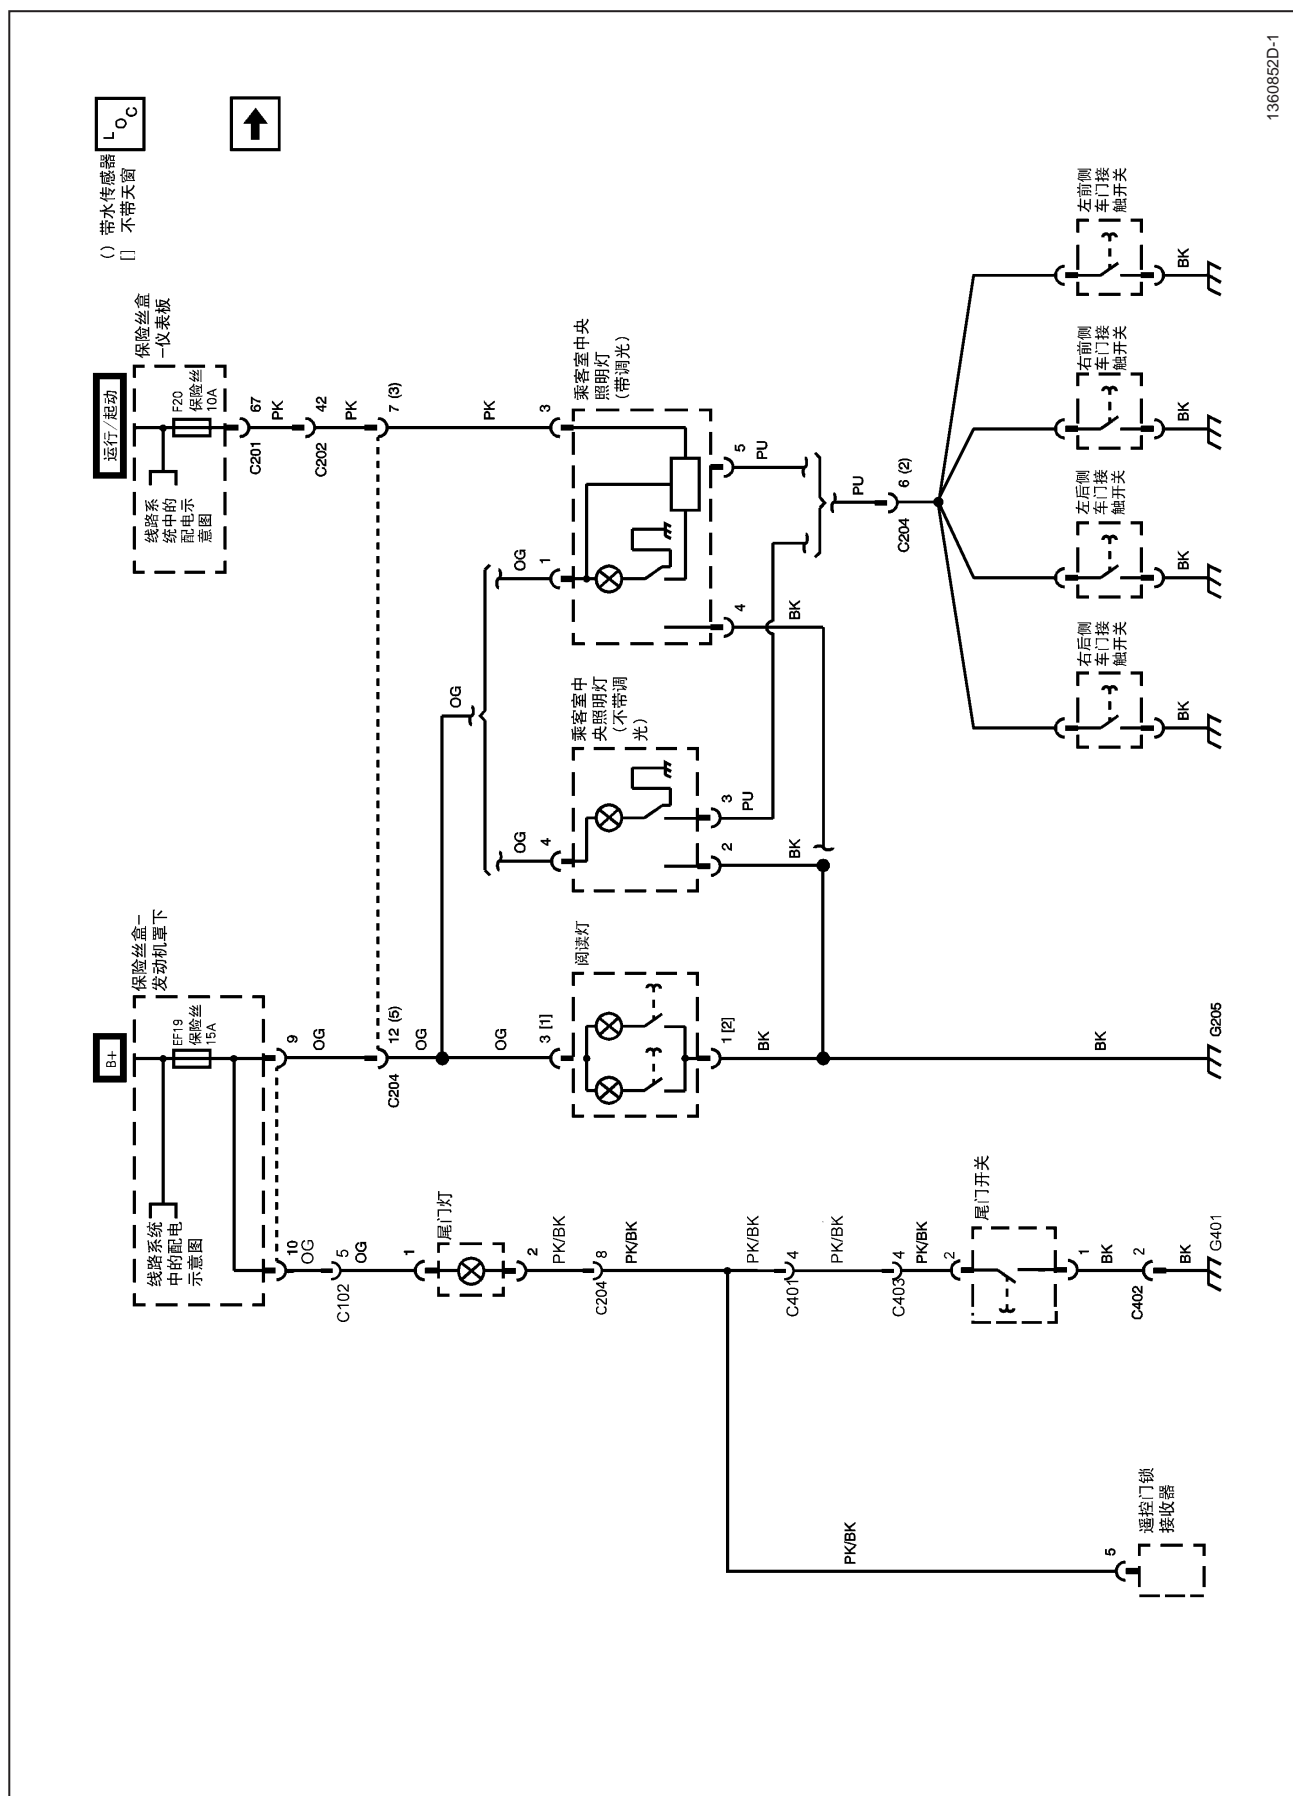 B+
保险丝盒–
发动机罩下
线路系统
中的配电
示意图
EF19
保险丝
15A
运行/起动
保险丝盒
–仪表板
线路系
统中的
配电示
意图
F20
保险丝
10A
() 带水传感器
[] 不带天窗
L
O
C
10
OG
9
OG
C201
67
PK
C202
42
PK
C102
5
OG
C204
12 (5)
7 (3)
OG
PK
1
尾门灯
2
OG
OG
OG
OG
3 [1]
阅读灯
4
乘客室中
央照明灯
(不带调
光)
1
3
乘客室中央
照明灯
(带调光)
PK/BK
C204
8
PK/BK
1 [2]
BK
2
3
PU
4
5
PU
BK
BK
PK/BK
C401
4
PK/BK
C403
4
PK/BK
PU
C204
6 (2)
2
尾门开关
1
BK
C402
2
BK
G401
BK
G205
右后侧
车门接
触开关
左后侧
车门接
触开关
右前侧
车门接
触开关
左前侧
车门接
触开关
BK
BK
BK
BK
PK/BK
5
遥控门锁
接收器
1360852D-1